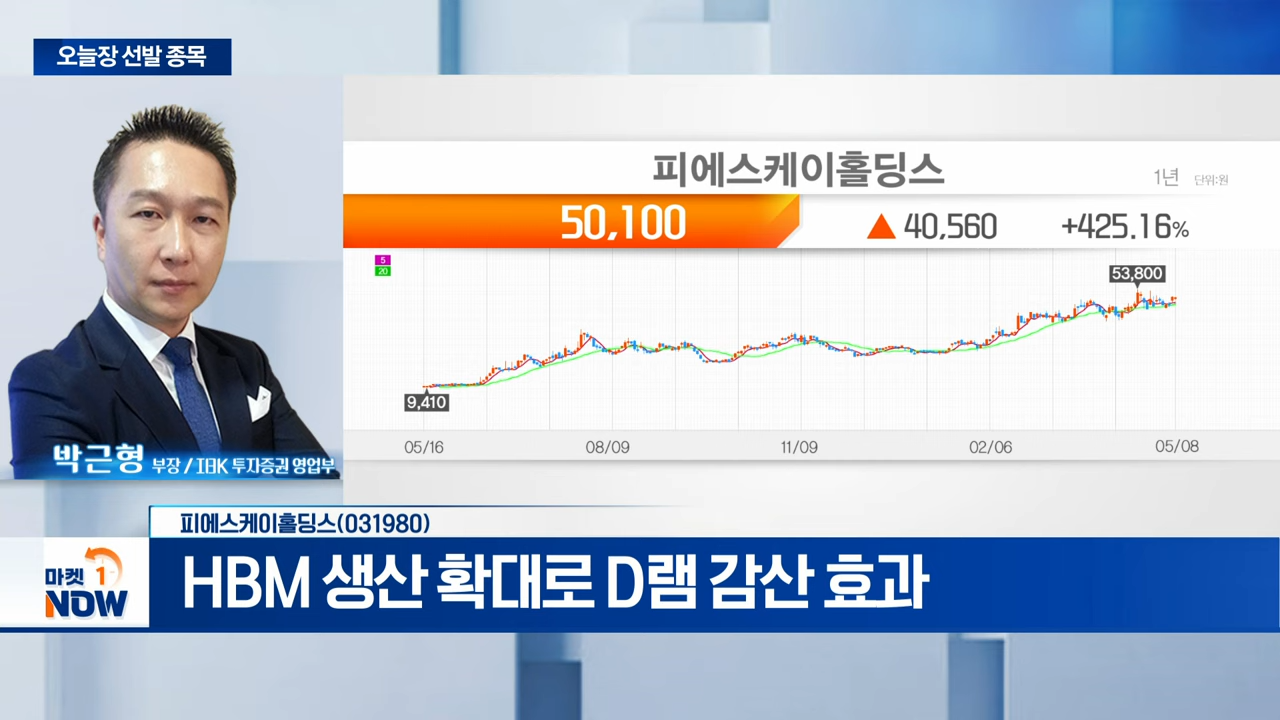 오늘장 선발 종목
피에스케이홀딩스
1년 단위:원
50,100 ▲ 40,560 +425.16%
5
20
53,800
9,410
05/16 08/09 11/09 02/06 05/08
박근형 부장 / IBK 투자증권 영업부
피에스케이홀딩스(031980)
마켓 1
NOW
HBM 생산 확대로 D램 감산 효과